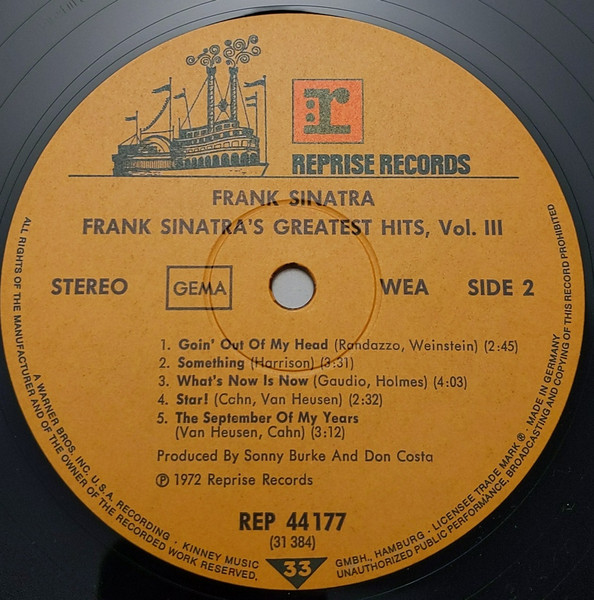 :r
REPRISE RECORDS
FRANK SINATRA
FRANK SINATRA'S GREATEST HITS, Vol. III
STEREO GEMA WEA SIDE 2
1. Goin' Out Of My Head (Randazzo, Weinstein) (2:45)
2. Something (Harrison) (3:31)
3. What's Now Is Now (Gaudio, Holmes) (4:03)
4. Star! (Cahn, Van Heusen) (2:32)
5. The September Of My Years
(Van Heusen, Cahn) (3:12)
Produced By Sonny Burke And Don Costa
℗ 1972 Reprise Records
REP 44 177
(31 384)
33
ALL RIGHTS OF THE MANUFACTURER AND OF THE OWNER OF THE RECORDED WORK RESERVED.
UNAUTHORIZED PUBLIC PERFORMANCE, BROADCASTING AND COPYING OF THIS RECORD PROHIBITED
A WARNER BROS. INC. U.S.A. RECORDING · KINNEY MUSIC
GMBH., HAMBURG · LICENSEE TRADE MARK ® · MADE IN GERMANY